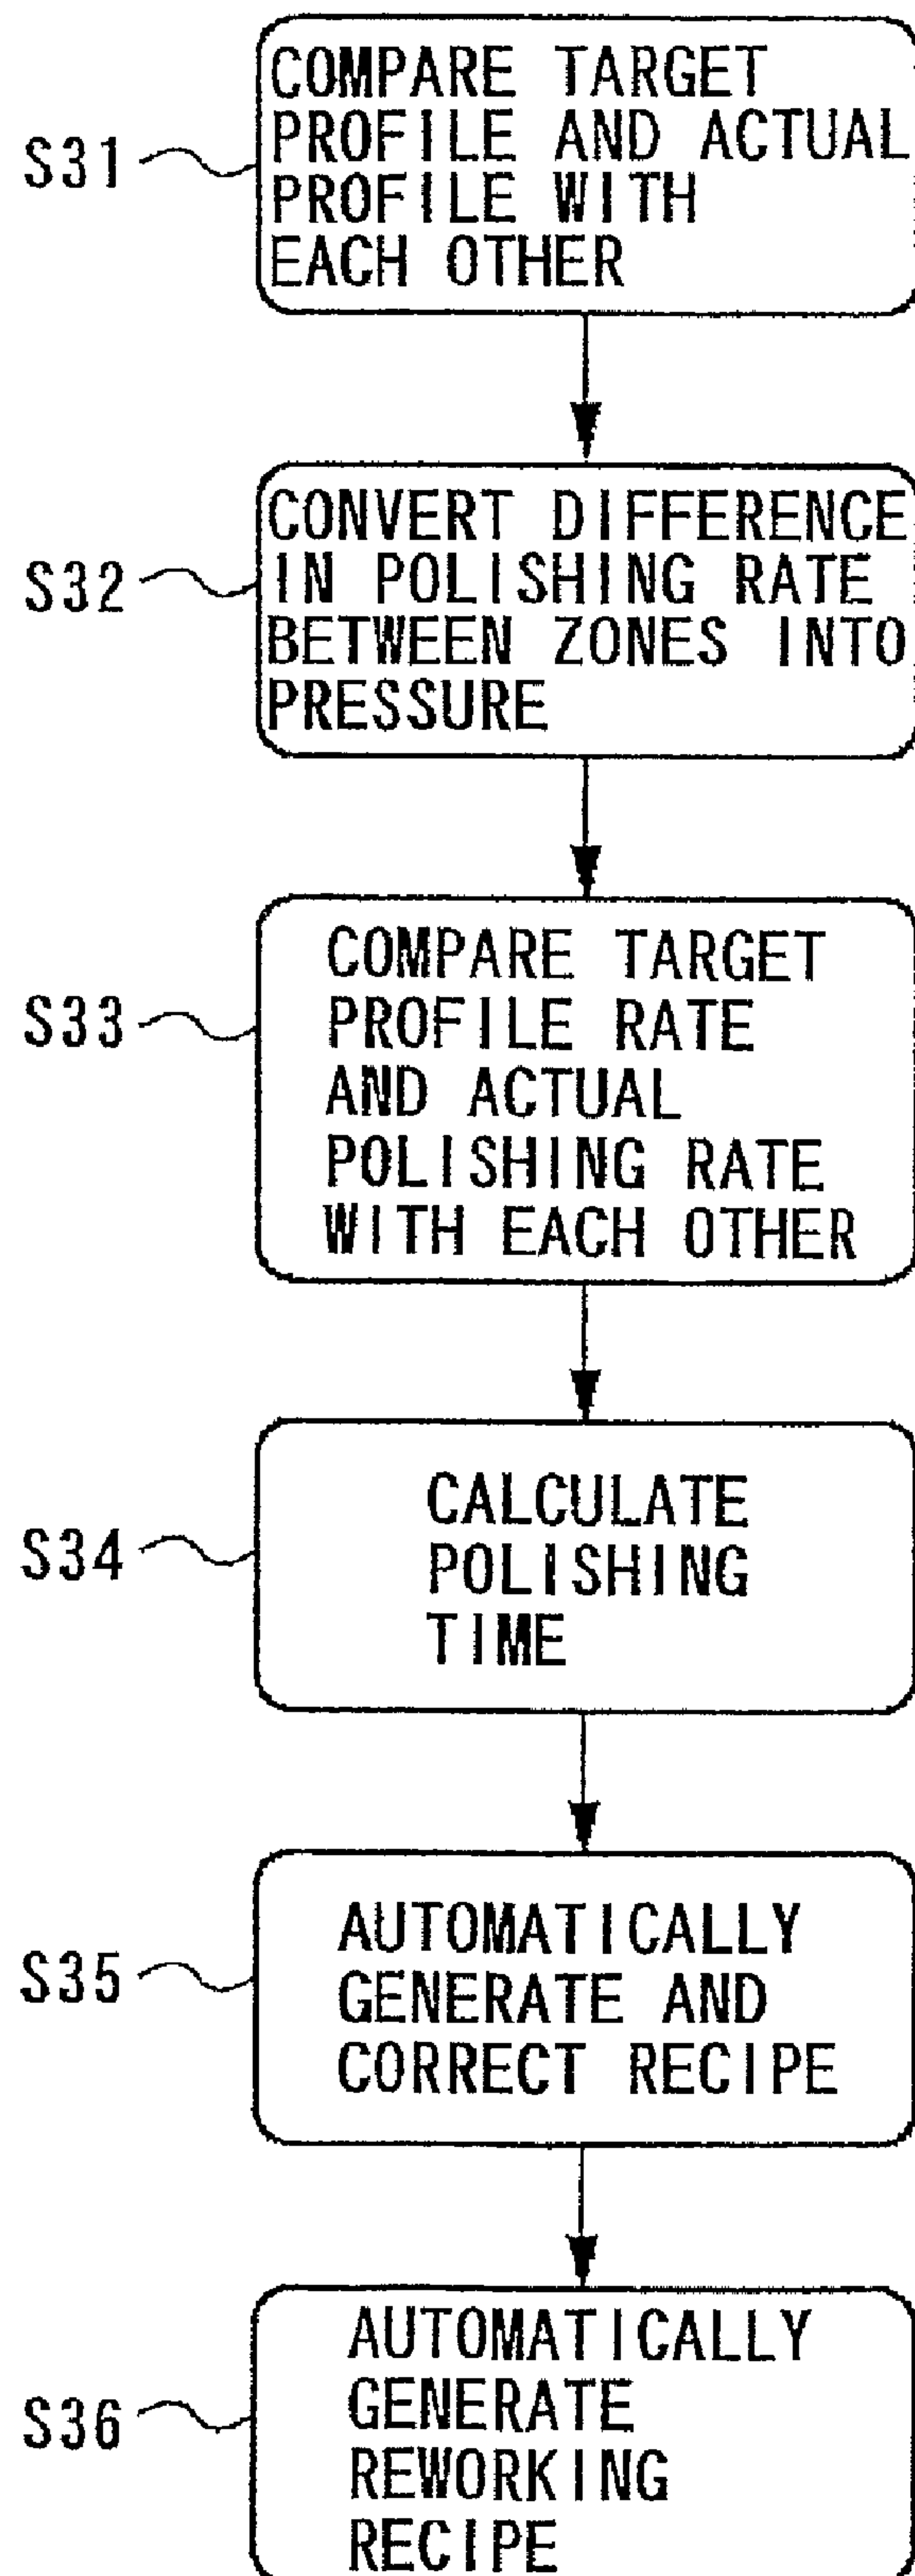 S31
COMPARE TARGET
PROFILE AND ACTUAL
PROFILE WITH
EACH OTHER
S32
CONVERT DIFFERENCE
IN POLISHING RATE
BETWEEN ZONES INTO
PRESSURE
S33
COMPARE TARGET
PROFILE RATE
AND ACTUAL
POLISHING RATE
WITH EACH OTHER
S34
CALCULATE
POLISHING
TIME
S35
AUTOMATICALLY
GENERATE AND
CORRECT RECIPE
S36
AUTOMATICALLY
GENERATE
REWORKING
RECIPE